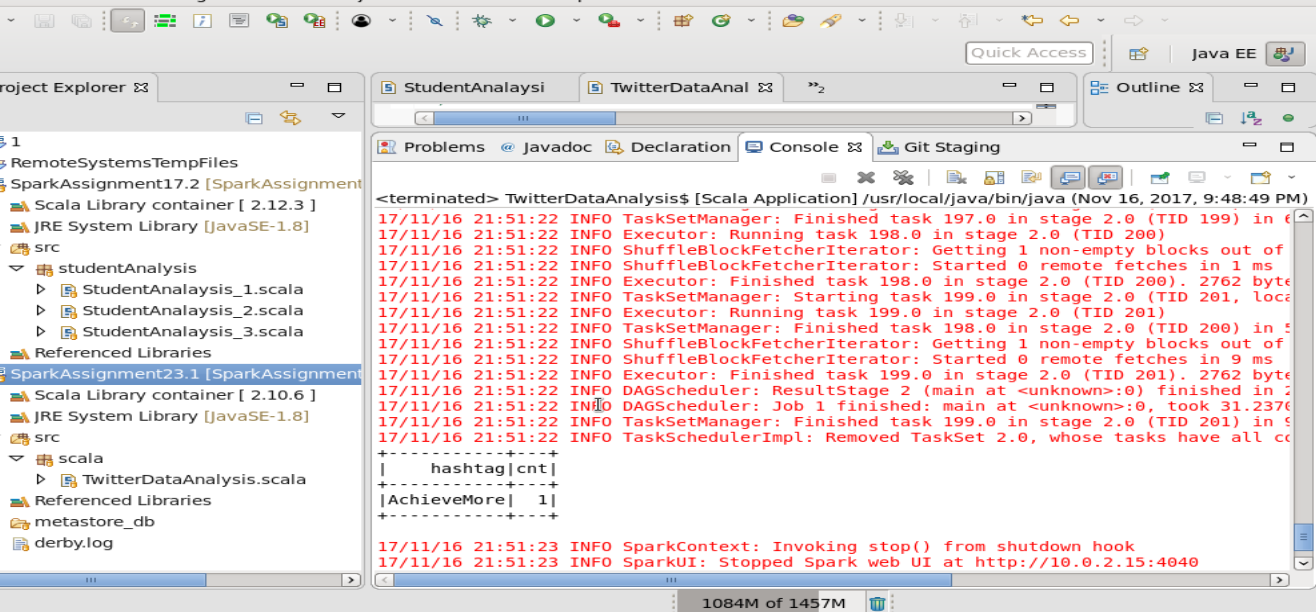 Quick Access
Java EE
roject Explorer
StudentAnalaysi
TwitterDataAnal
»2
Outline
1
RemoteSystemsTempFiles
SparkAssignment17.2 [SparkAssignment
Scala Library container [ 2.12.3 ]
JRE System Library [JavaSE-1.8]
src
studentAnalysis
StudentAnalaysis_1.scala
StudentAnalaysis_2.scala
StudentAnalaysis_3.scala
Referenced Libraries
SparkAssignment23.1 [SparkAssignment
Scala Library container [ 2.10.6 ]
JRE System Library [JavaSE-1.8]
src
scala
TwitterDataAnalysis.scala
Referenced Libraries
metastore_db
derby.log
Problems @ Javadoc Declaration Console Git Staging
<terminated> TwitterDataAnalysis$ [Scala Application] /usr/local/java/bin/java (Nov 16, 2017, 9:48:49 PM)
17/11/16 21:51:22 INFO TaskSetManager: Finished task 197.0 in stage 2.0 (TID 199) in 6
17/11/16 21:51:22 INFO Executor: Running task 198.0 in stage 2.0 (TID 200)
17/11/16 21:51:22 INFO ShuffleBlockFetcherIterator: Getting 1 non-empty blocks out of
17/11/16 21:51:22 INFO ShuffleBlockFetcherIterator: Started 0 remote fetches in 1 ms
17/11/16 21:51:22 INFO Executor: Finished task 198.0 in stage 2.0 (TID 200). 2762 byte
17/11/16 21:51:22 INFO TaskSetManager: Starting task 199.0 in stage 2.0 (TID 201, loca
17/11/16 21:51:22 INFO Executor: Running task 199.0 in stage 2.0 (TID 201)
17/11/16 21:51:22 INFO TaskSetManager: Finished task 198.0 in stage 2.0 (TID 200) in 5
17/11/16 21:51:22 INFO ShuffleBlockFetcherIterator: Getting 1 non-empty blocks out of
17/11/16 21:51:22 INFO ShuffleBlockFetcherIterator: Started 0 remote fetches in 9 ms
17/11/16 21:51:22 INFO Executor: Finished task 199.0 in stage 2.0 (TID 201). 2762 byte
17/11/16 21:51:22 INFO DAGScheduler: ResultStage 2 (main at <unknown>:0) finished in 2
17/11/16 21:51:22 INFO DAGScheduler: Job 1 finished: main at <unknown>:0, took 31.2376
17/11/16 21:51:22 INFO TaskSetManager: Finished task 199.0 in stage 2.0 (TID 201) in 9
17/11/16 21:51:22 INFO TaskSchedulerImpl: Removed TaskSet 2.0, whose tasks have all co
+-----------+---+
|    hashtag|cnt|
+-----------+---+
|AchieveMore|  1|
+-----------+---+
17/11/16 21:51:23 INFO SparkContext: Invoking stop() from shutdown hook
17/11/16 21:51:23 INFO SparkUI: Stopped Spark web UI at http://10.0.2.15:4040
1084M of 1457M